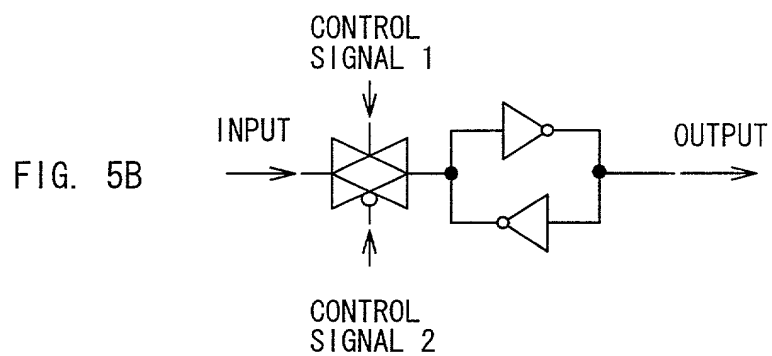 CONTROL
SIGNAL 1
INPUT
OUTPUT
FIG. 5B
CONTROL
SIGNAL 2